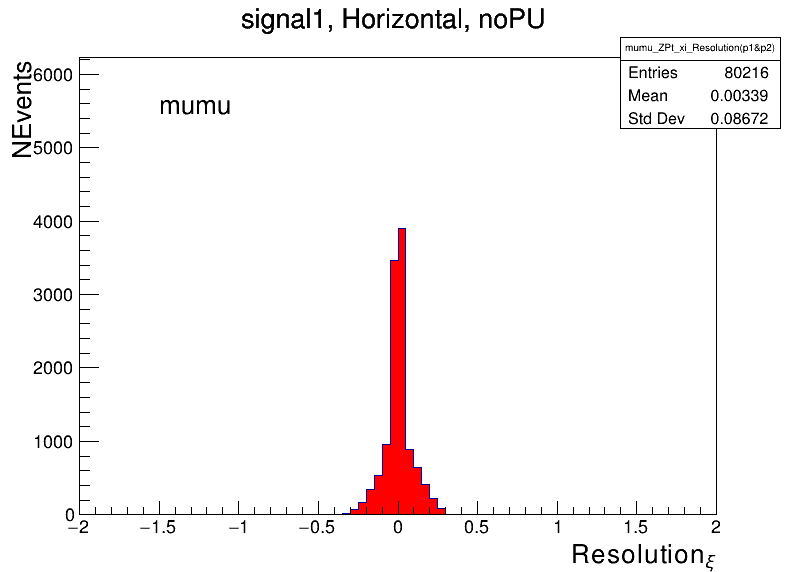 signal1, Horizontal, noPU
mumu_ZPt_xi_Resolution(p1&p2)
Entries 80216
Mean 0.00339
Std Dev 0.08672
NEvents
mumu
6000
5000
4000
3000
2000
1000
0
−2 −1.5 −1 −0.5 0 0.5 1 1.5 2
Resolutionξ